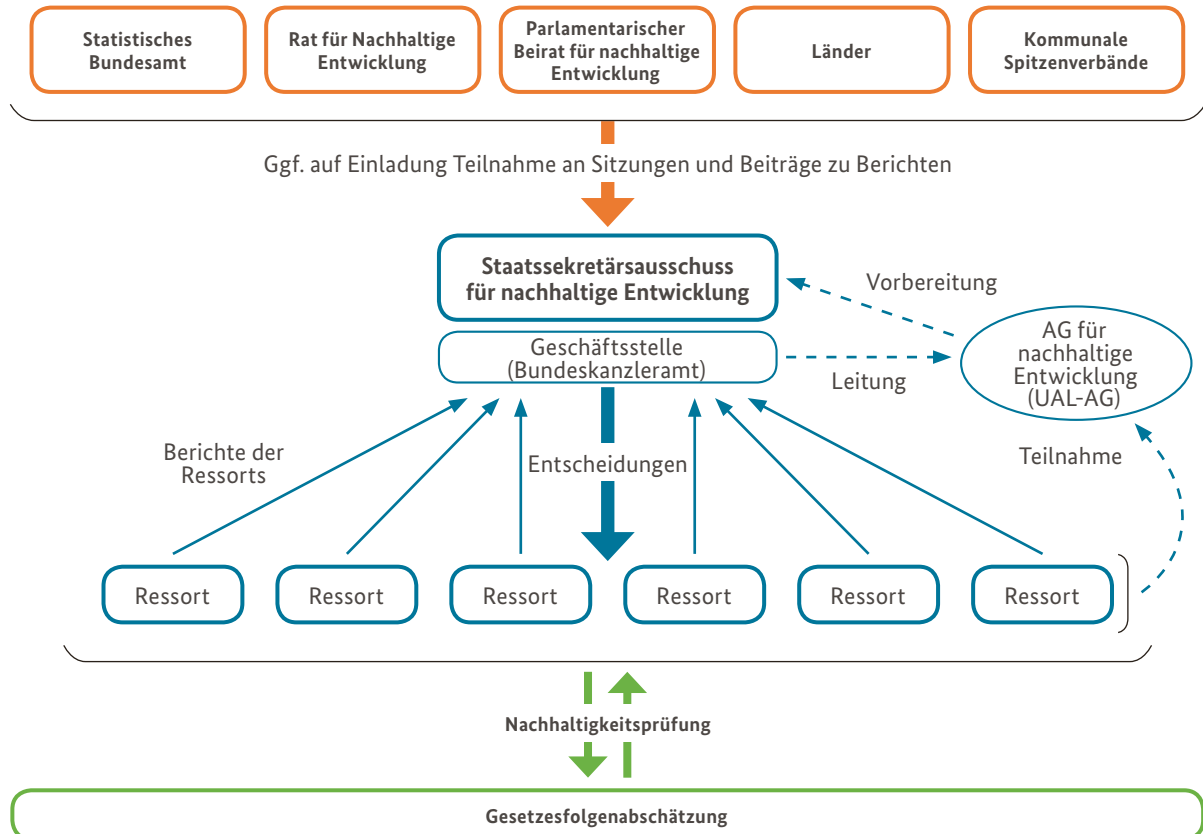 Statistisches
Bundesamt
Rat für Nachhaltige
Entwicklung
Parlamentarischer
Beirat für nachhaltige
Entwicklung
Länder
Kommunale
Spitzenverbände
Ggf. auf Einladung Teilnahme an Sitzungen und Beiträge zu Berichten
Staatssekretärsausschuss
für nachhaltige Entwicklung
Vorbereitung
Geschäftsstelle
(Bundeskanzleramt)
Leitung
AG für
nachhaltige
Entwicklung
(UAL-AG)
Berichte der
Ressorts
Entscheidungen
Teilnahme
Ressort
Ressort
Ressort
Ressort
Ressort
Ressort
Nachhaltigkeitsprüfung
Gesetzesfolgenabschätzung